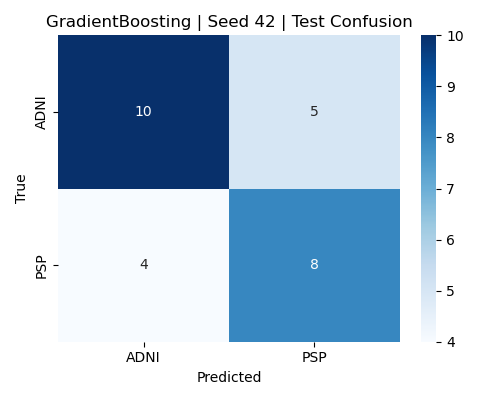 GradientBoosting | Seed 42 | Test Confusion
True
ADNI
10
5
PSP
4
8
ADNI
PSP
Predicted
10
9
8
7
6
5
4